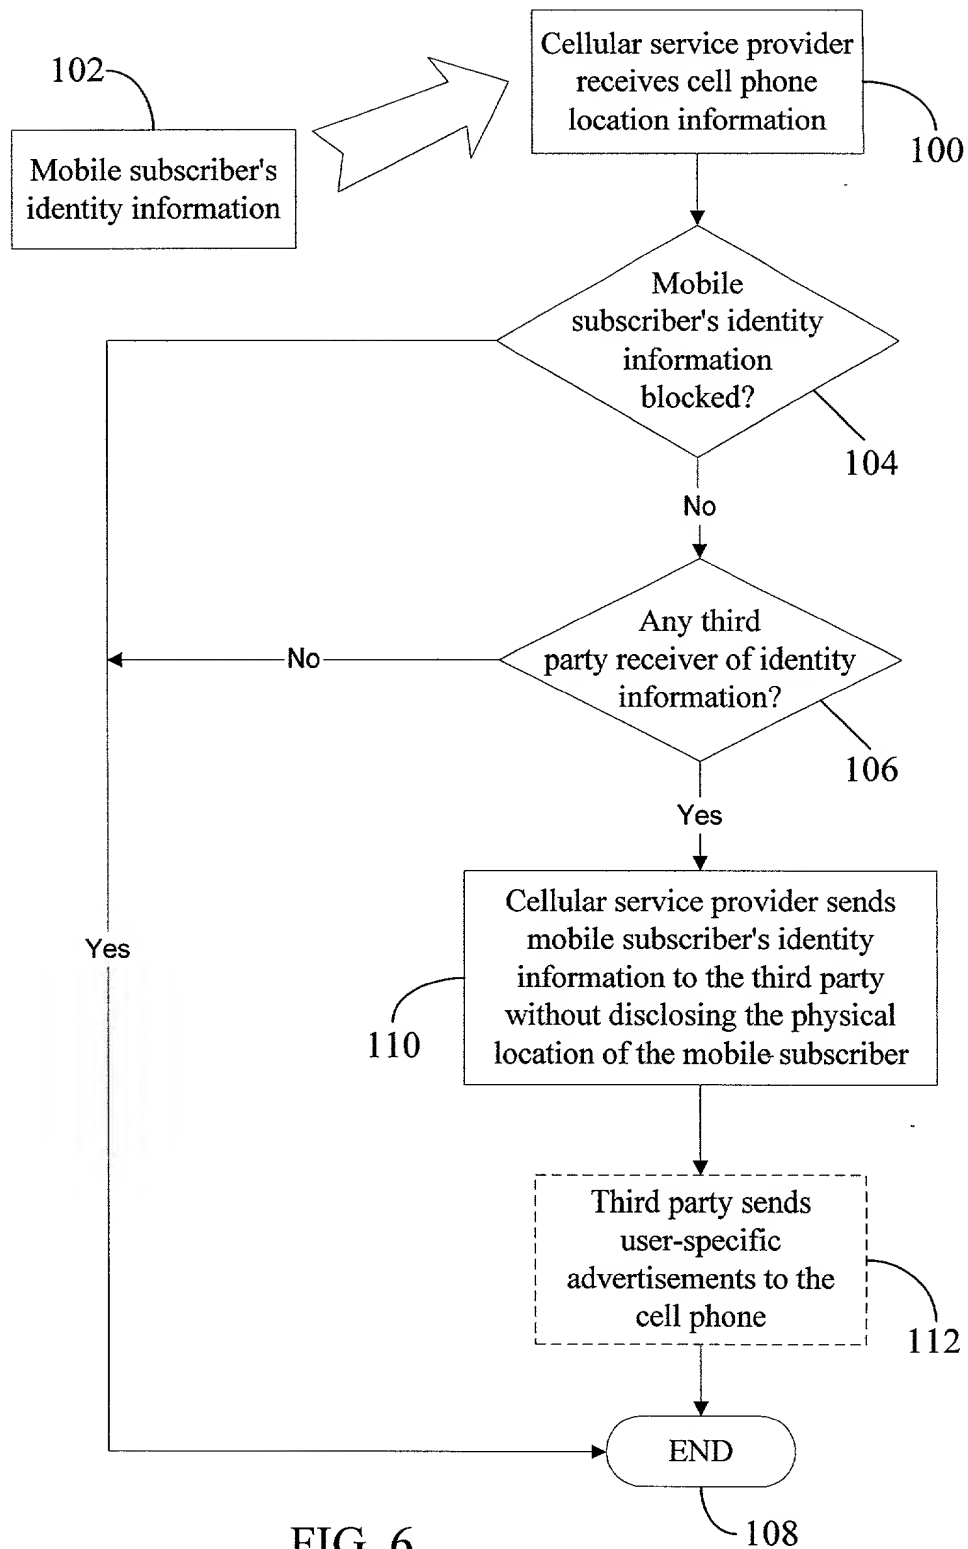 Cellular service provider
receives cell phone
location information
100
102
Mobile subscriber's
identity information
Mobile
subscriber's identity
information
blocked?
104
No
Any third
party receiver of identity
information?
106
No
Yes
Cellular service provider sends
mobile subscriber's identity
information to the third party
without disclosing the physical
location of the mobile subscriber
110
Yes
Third party sends
user-specific
advertisements to the
cell phone
112
END
108
FIG. 6